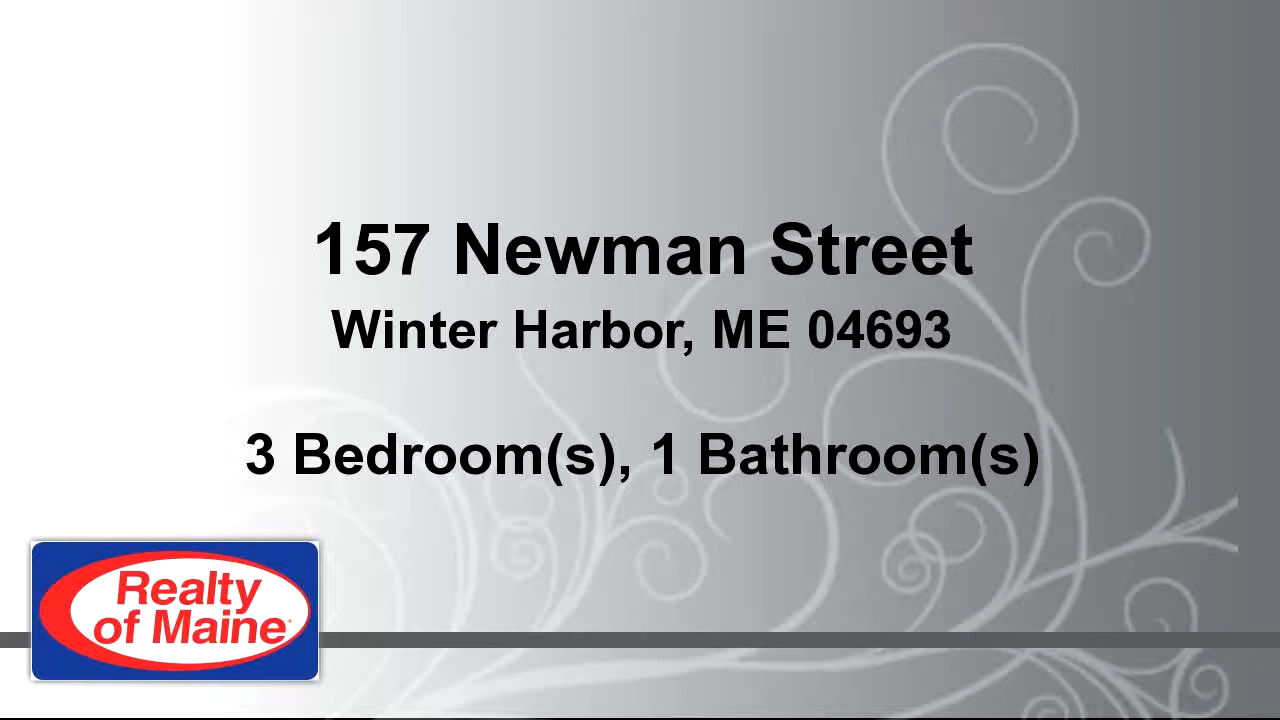 157 Newman Street
Winter Harbor, ME 04693
3 Bedroom(s), 1 Bathroom(s)
Realty
of Maine